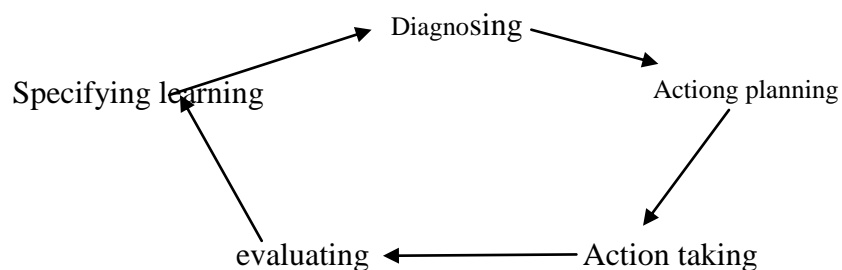 Diagnosing
Specifying learning
Actiong planning
evaluating
Action taking